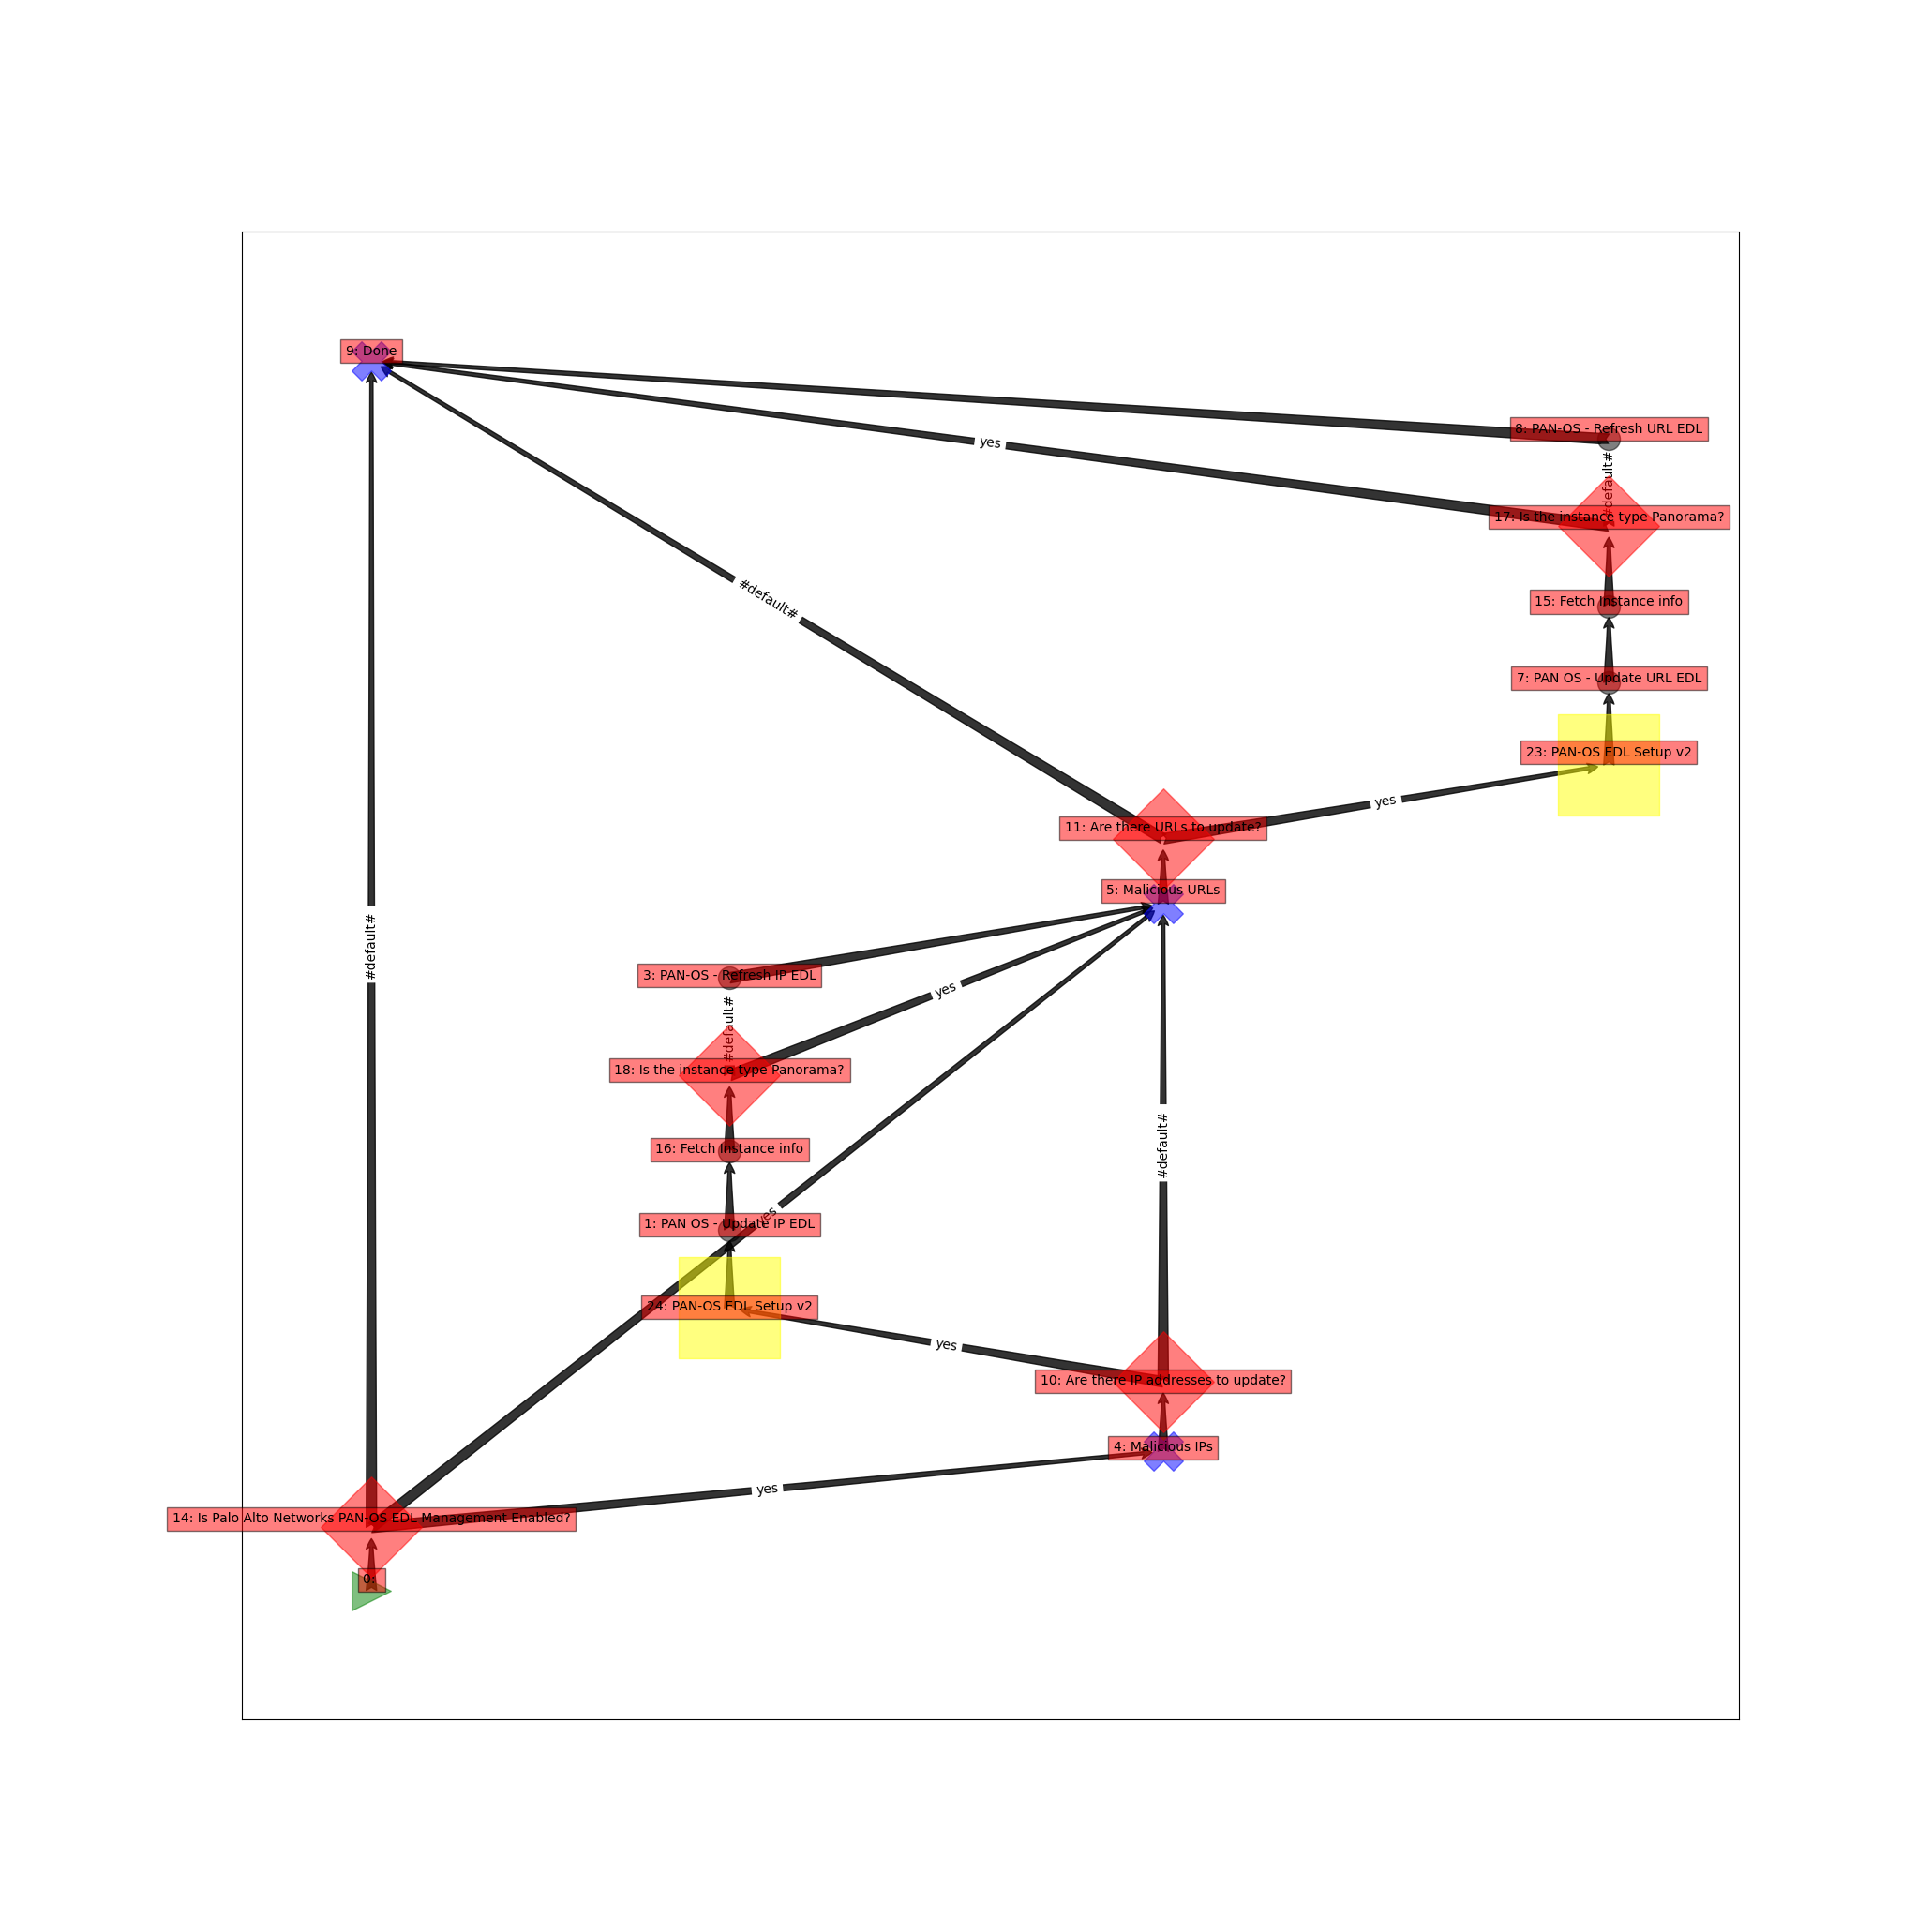 9: Done
8: PAN-OS - Refresh URL EDL
yes
#default#
17: Is the instance type Panorama?
#default#
15: Fetch Instance info
7: PAN OS - Update URL EDL
23: PAN-OS EDL Setup v2
yes
11: Are there URLs to update?
5: Malicious URLs
#default#
3: PAN-OS - Refresh IP EDL
yes
#default#
18: Is the instance type Panorama?
#default#
16: Fetch Instance info
yes
1: PAN OS - Update IP EDL
24: PAN-OS EDL Setup v2
yes
10: Are there IP addresses to update?
4: Malicious IPs
yes
14: Is Palo Alto Networks PAN-OS EDL Management Enabled?
0: